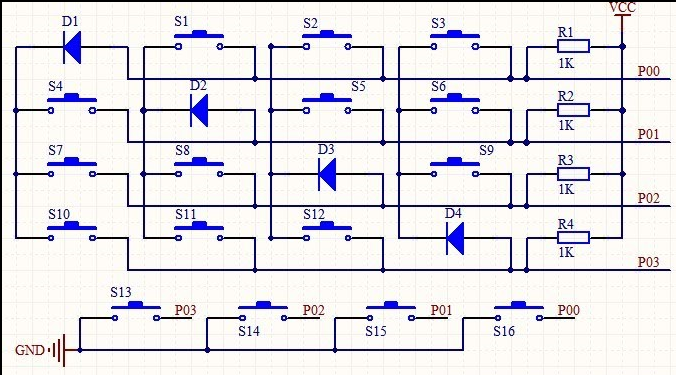 VCC
D1 S1 S2 S3 R1
1K P00
S4 D2 S5 S6 R2
1K P01
S7 S8 D3 S9 R3
1K P02
S10 S11 S12 D4 R4
1K P03
S13 P03 P02 P01 P00
S14 S15 S16
GND